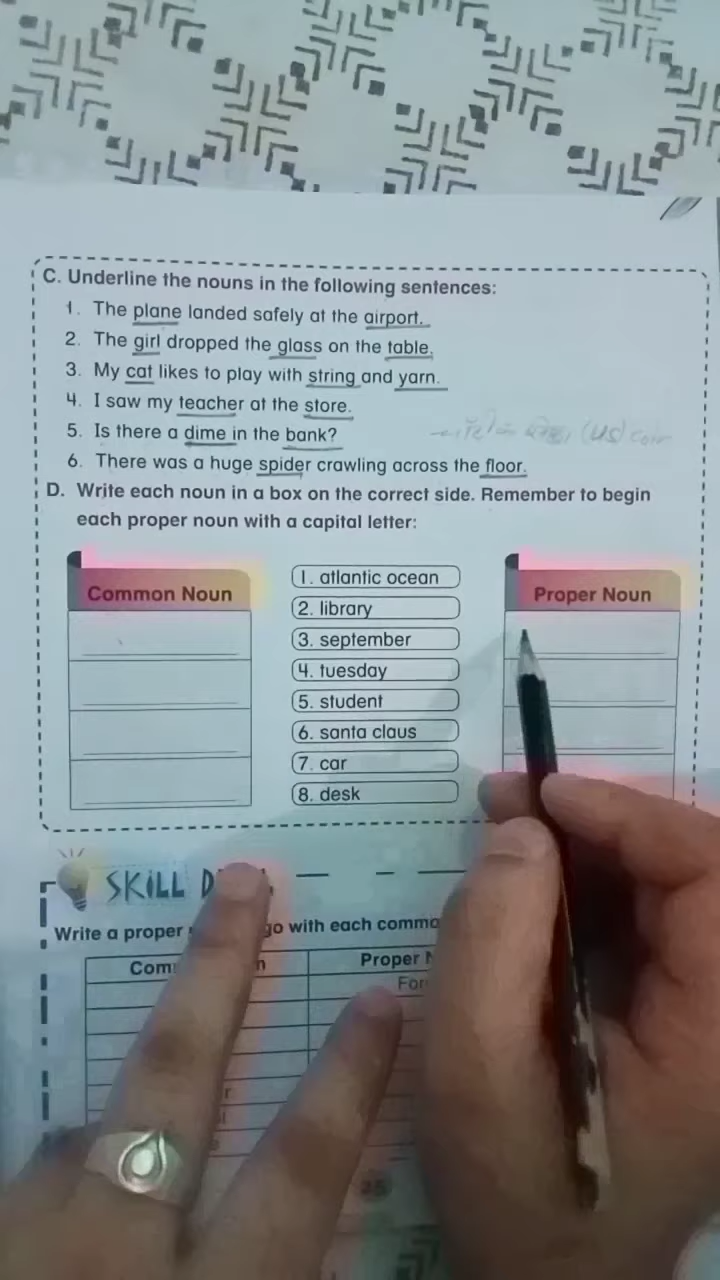 C. Underline the nouns in the following sentences:
1. The plane landed safely at the airport.
2. The girl dropped the glass on the table.
3. My cat likes to play with string and yarn.
4. I saw my teacher at the store.
5. Is there a dime in the bank? (US) coin
6. There was a huge spider crawling across the floor.
D. Write each noun in a box on the correct side. Remember to begin
each proper noun with a capital letter:
Common Noun
1. atlantic ocean
2. library
3. september
4. tuesday
5. student
6. santa claus
7. car
8. desk
Proper Noun
SKILL
Write a proper go with each
Proper